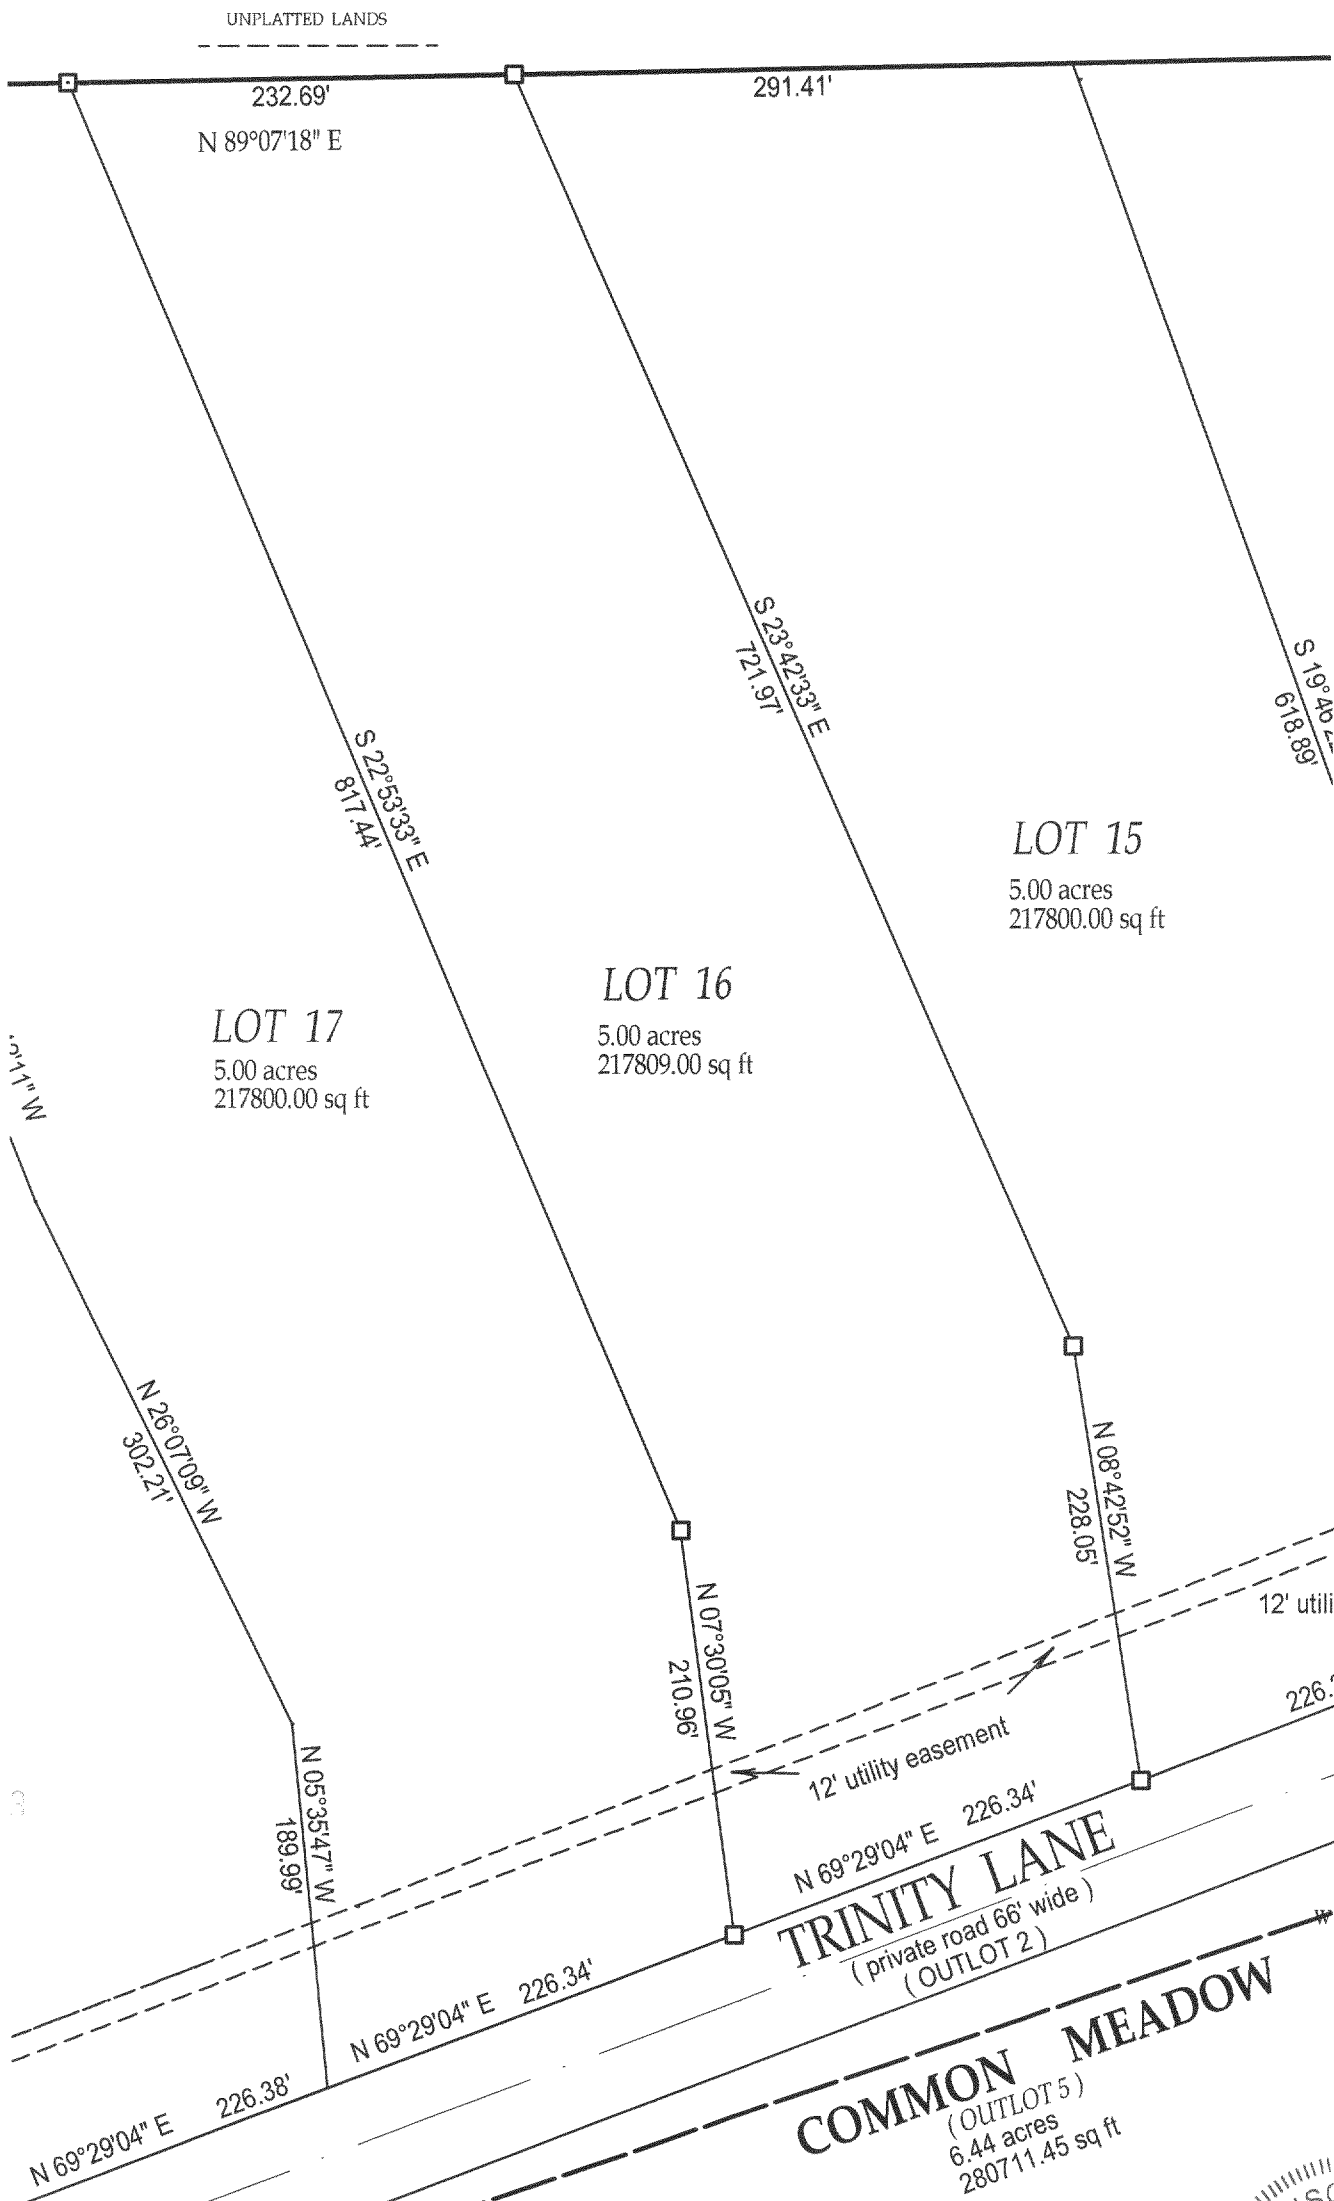 UNPLATTED LANDS
232.69'
291.41'
N 89°07'18" E
S 23°42'33" E
721.97'
S 19°46'
618.89'
S 22°53'33" E
817.44'
LOT 15
5.00 acres
217800.00 sq ft
LOT 16
5.00 acres
217809.00 sq ft
LOT 17
5.00 acres
217800.00 sq ft
'11" W
N 26°07'09" W
302.21'
N 08°42'52" W
228.05'
N 07°30'05" W
210.96'
12' utili
N 05°35'47" W
189.99'
12' utility easement
226.
N 69°29'04" E 226.34'
TRINITY LANE
( private road 66' wide )
( OUTLOT 2 )
N 69°29'04" E 226.34'
N 69°29'04" E 226.38'
COMMON MEADOW
( OUTLOT 5 )
6.44 acres
280711.45 sq ft